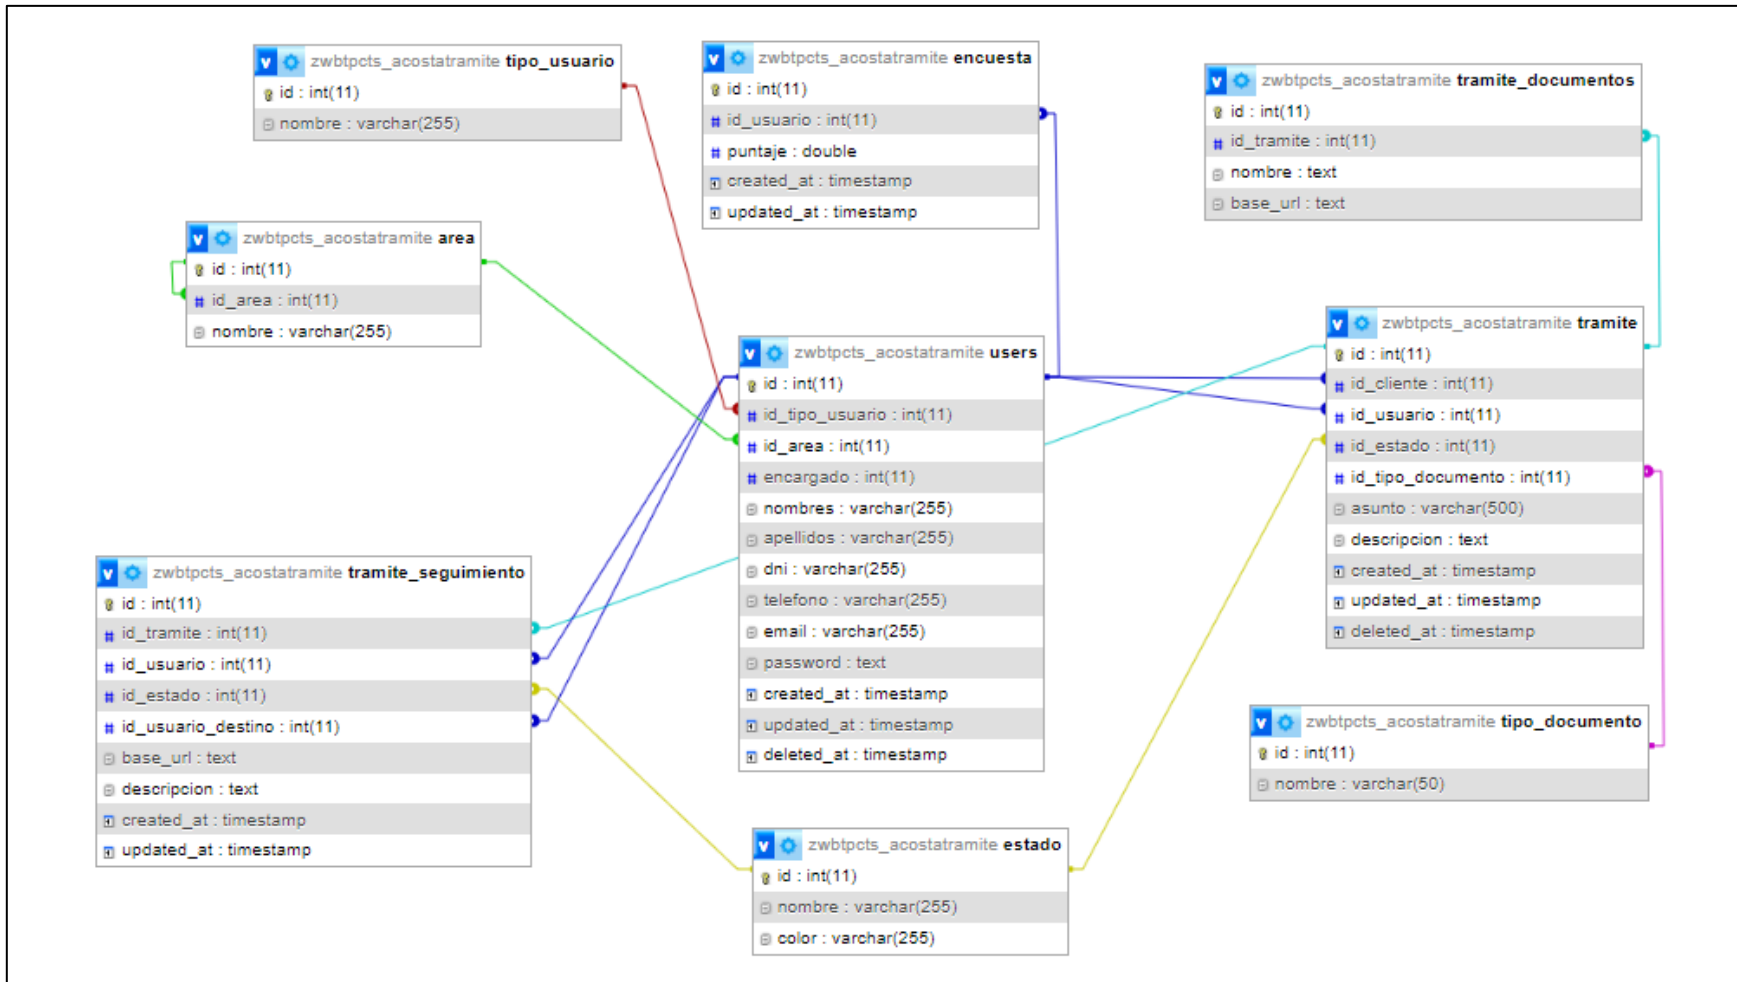 zwbtpcts_acostatramite tipo_usuario
id : int(11)
nombre : varchar(255)
zwbtpcts_acostatramite encuesta
id : int(11)
id_usuario : int(11)
puntaje : double
created_at : timestamp
updated_at : timestamp
zwbtpcts_acostatramite tramite_documentos
id : int(11)
id_tramite : int(11)
nombre : text
base_url : text
zwbtpcts_acostatramite area
id : int(11)
id_area : int(11)
nombre : varchar(255)
zwbtpcts_acostatramite users
id : int(11)
id_tipo_usuario : int(11)
id_area : int(11)
encargado : int(11)
nombres : varchar(255)
apellidos : varchar(255)
dni : varchar(255)
telefono : varchar(255)
email : varchar(255)
password : text
created_at : timestamp
updated_at : timestamp
deleted_at : timestamp
zwbtpcts_acostatramite tramite
id : int(11)
id_cliente : int(11)
id_usuario : int(11)
id_estado : int(11)
id_tipo_documento : int(11)
asunto : varchar(500)
descripcion : text
created_at : timestamp
updated_at : timestamp
deleted_at : timestamp
zwbtpcts_acostatramite tramite_seguimiento
id : int(11)
id_tramite : int(11)
id_usuario : int(11)
id_estado : int(11)
id_usuario_destino : int(11)
base_url : text
descripcion : text
created_at : timestamp
updated_at : timestamp
zwbtpcts_acostatramite tipo_documento
id : int(11)
nombre : varchar(50)
zwbtpcts_acostatramite estado
id : int(11)
nombre : varchar(255)
color : varchar(255)